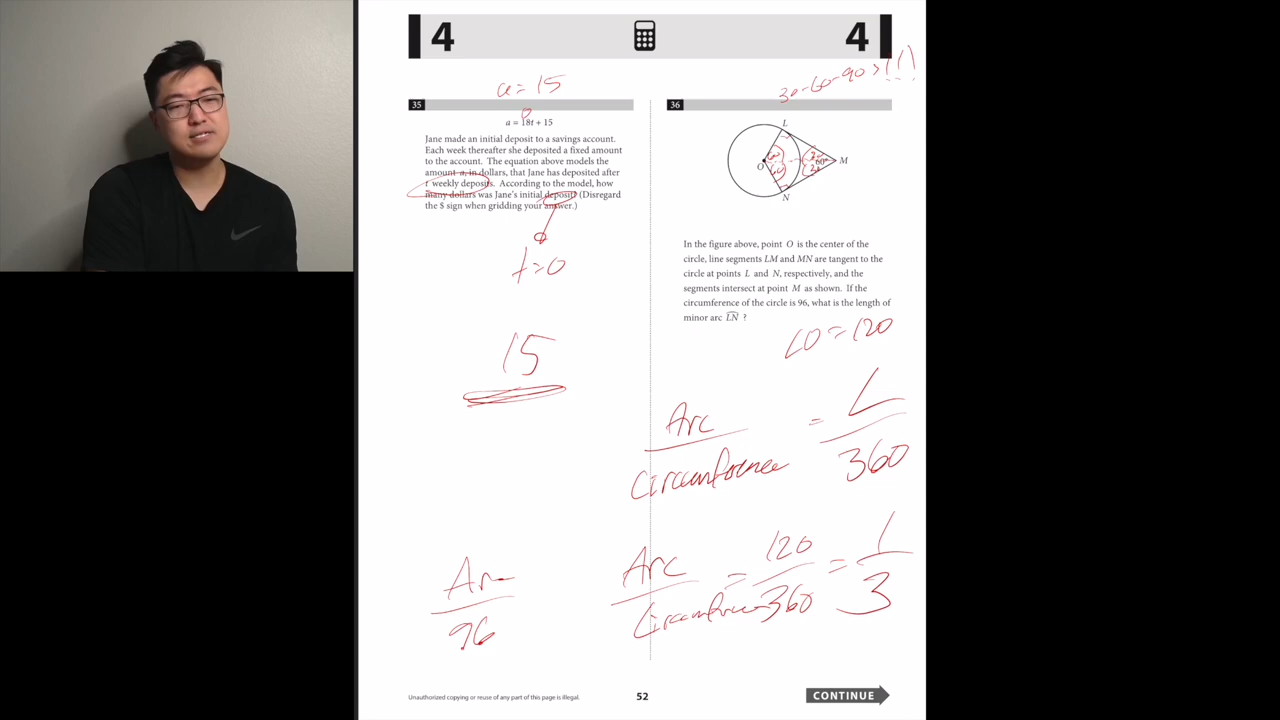 4
4
a = 15
30-60-90
35
36
a = 18t + 15
0
Jane made an initial deposit to a savings account.
Each week thereafter she deposited a fixed amount
to the account. The equation above models the
amount a, in dollars, that Jane has deposited after
t weekly deposits. According to the model, how
many dollars was Jane's initial deposit? (Disregard
the $ sign when gridding your answer.)
t=0
15
L
O
M
N
60°
60
60
30
In the figure above, point O is the center of the
circle, line segments LM and MN are tangent to the
circle at points L and N, respectively, and the
segments intersect at point M as shown. If the
circumference of the circle is 96, what is the length of
minor arc LN ?
LO = 120
Arc
circumference
=
L
360
Arc
96
Arc
Circumference
=
120
360
=
1
3
Unauthorized copying or reuse of any part of this page is illegal.
52
CONTINUE